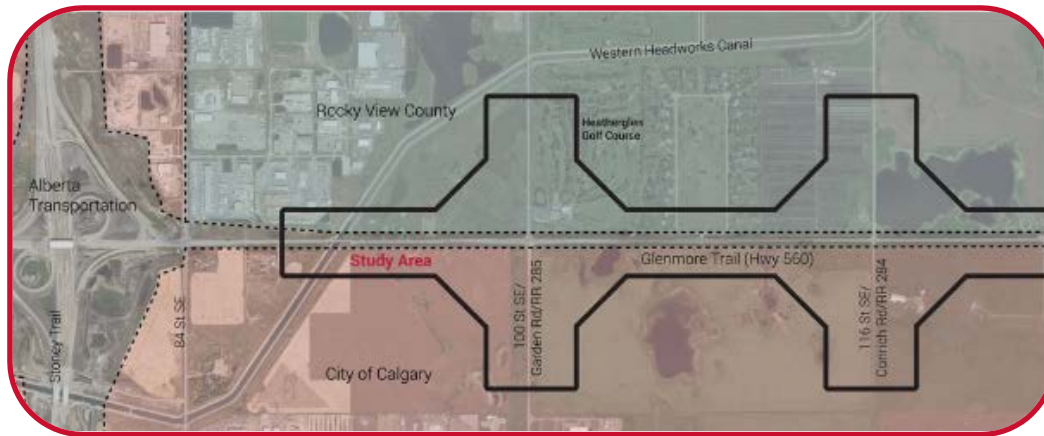 Western Headworks Canal
Rocky View County
Heatherglen
Golf Course
Alberta
Transportation
Study Area
Glenmore Trail (Hwy 560)
Stoney Trail
84 St SE
100 St SE/
Garden Rd/RR 285
116 St SE/
Conrich Rd/RR 284
City of Calgary